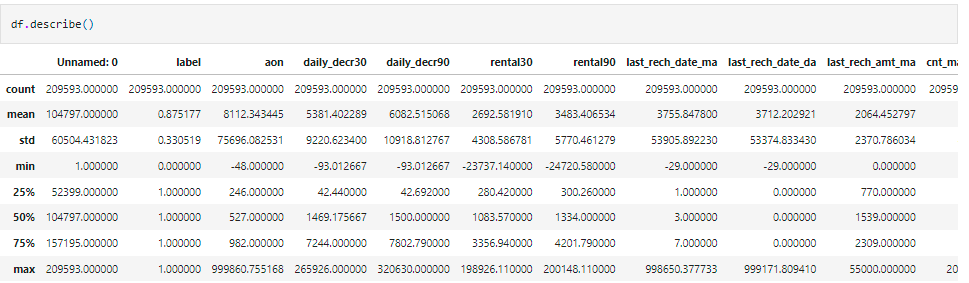 df.describe()
Unnamed: 0 label aon daily_decr30 daily_decr90 rental30 rental90 last_rech_date_ma last_rech_date_da last_rech_amt_ma cnt_ma
count 209593.000000 209593.000000 209593.000000 209593.000000 209593.000000 209593.000000 209593.000000 209593.000000 209593.000000 209593.000000 20959
mean 104797.000000 0.875177 8112.343445 5381.402289 6082.515068 2692.581910 3483.406534 3755.847800 3712.202921 2064.452797
std 60504.431823 0.330519 75696.082531 9220.623400 10918.812767 4308.586781 5770.461279 53905.892230 53374.833430 2370.786034
min 1.000000 0.000000 -48.000000 -93.012667 -93.012667 -23737.140000 -24720.580000 -29.000000 -29.000000 0.000000
25% 52399.000000 1.000000 246.000000 42.440000 42.692000 280.420000 300.260000 1.000000 0.000000 770.000000
50% 104797.000000 1.000000 527.000000 1469.175667 1500.000000 1083.570000 1334.000000 3.000000 0.000000 1539.000000
75% 157195.000000 1.000000 982.000000 7244.000000 7802.790000 3356.940000 4201.790000 7.000000 0.000000 2309.000000
max 209593.000000 1.000000 999860.755168 265926.000000 320630.000000 198926.110000 200148.110000 998650.377733 999171.809410 55000.000000 20